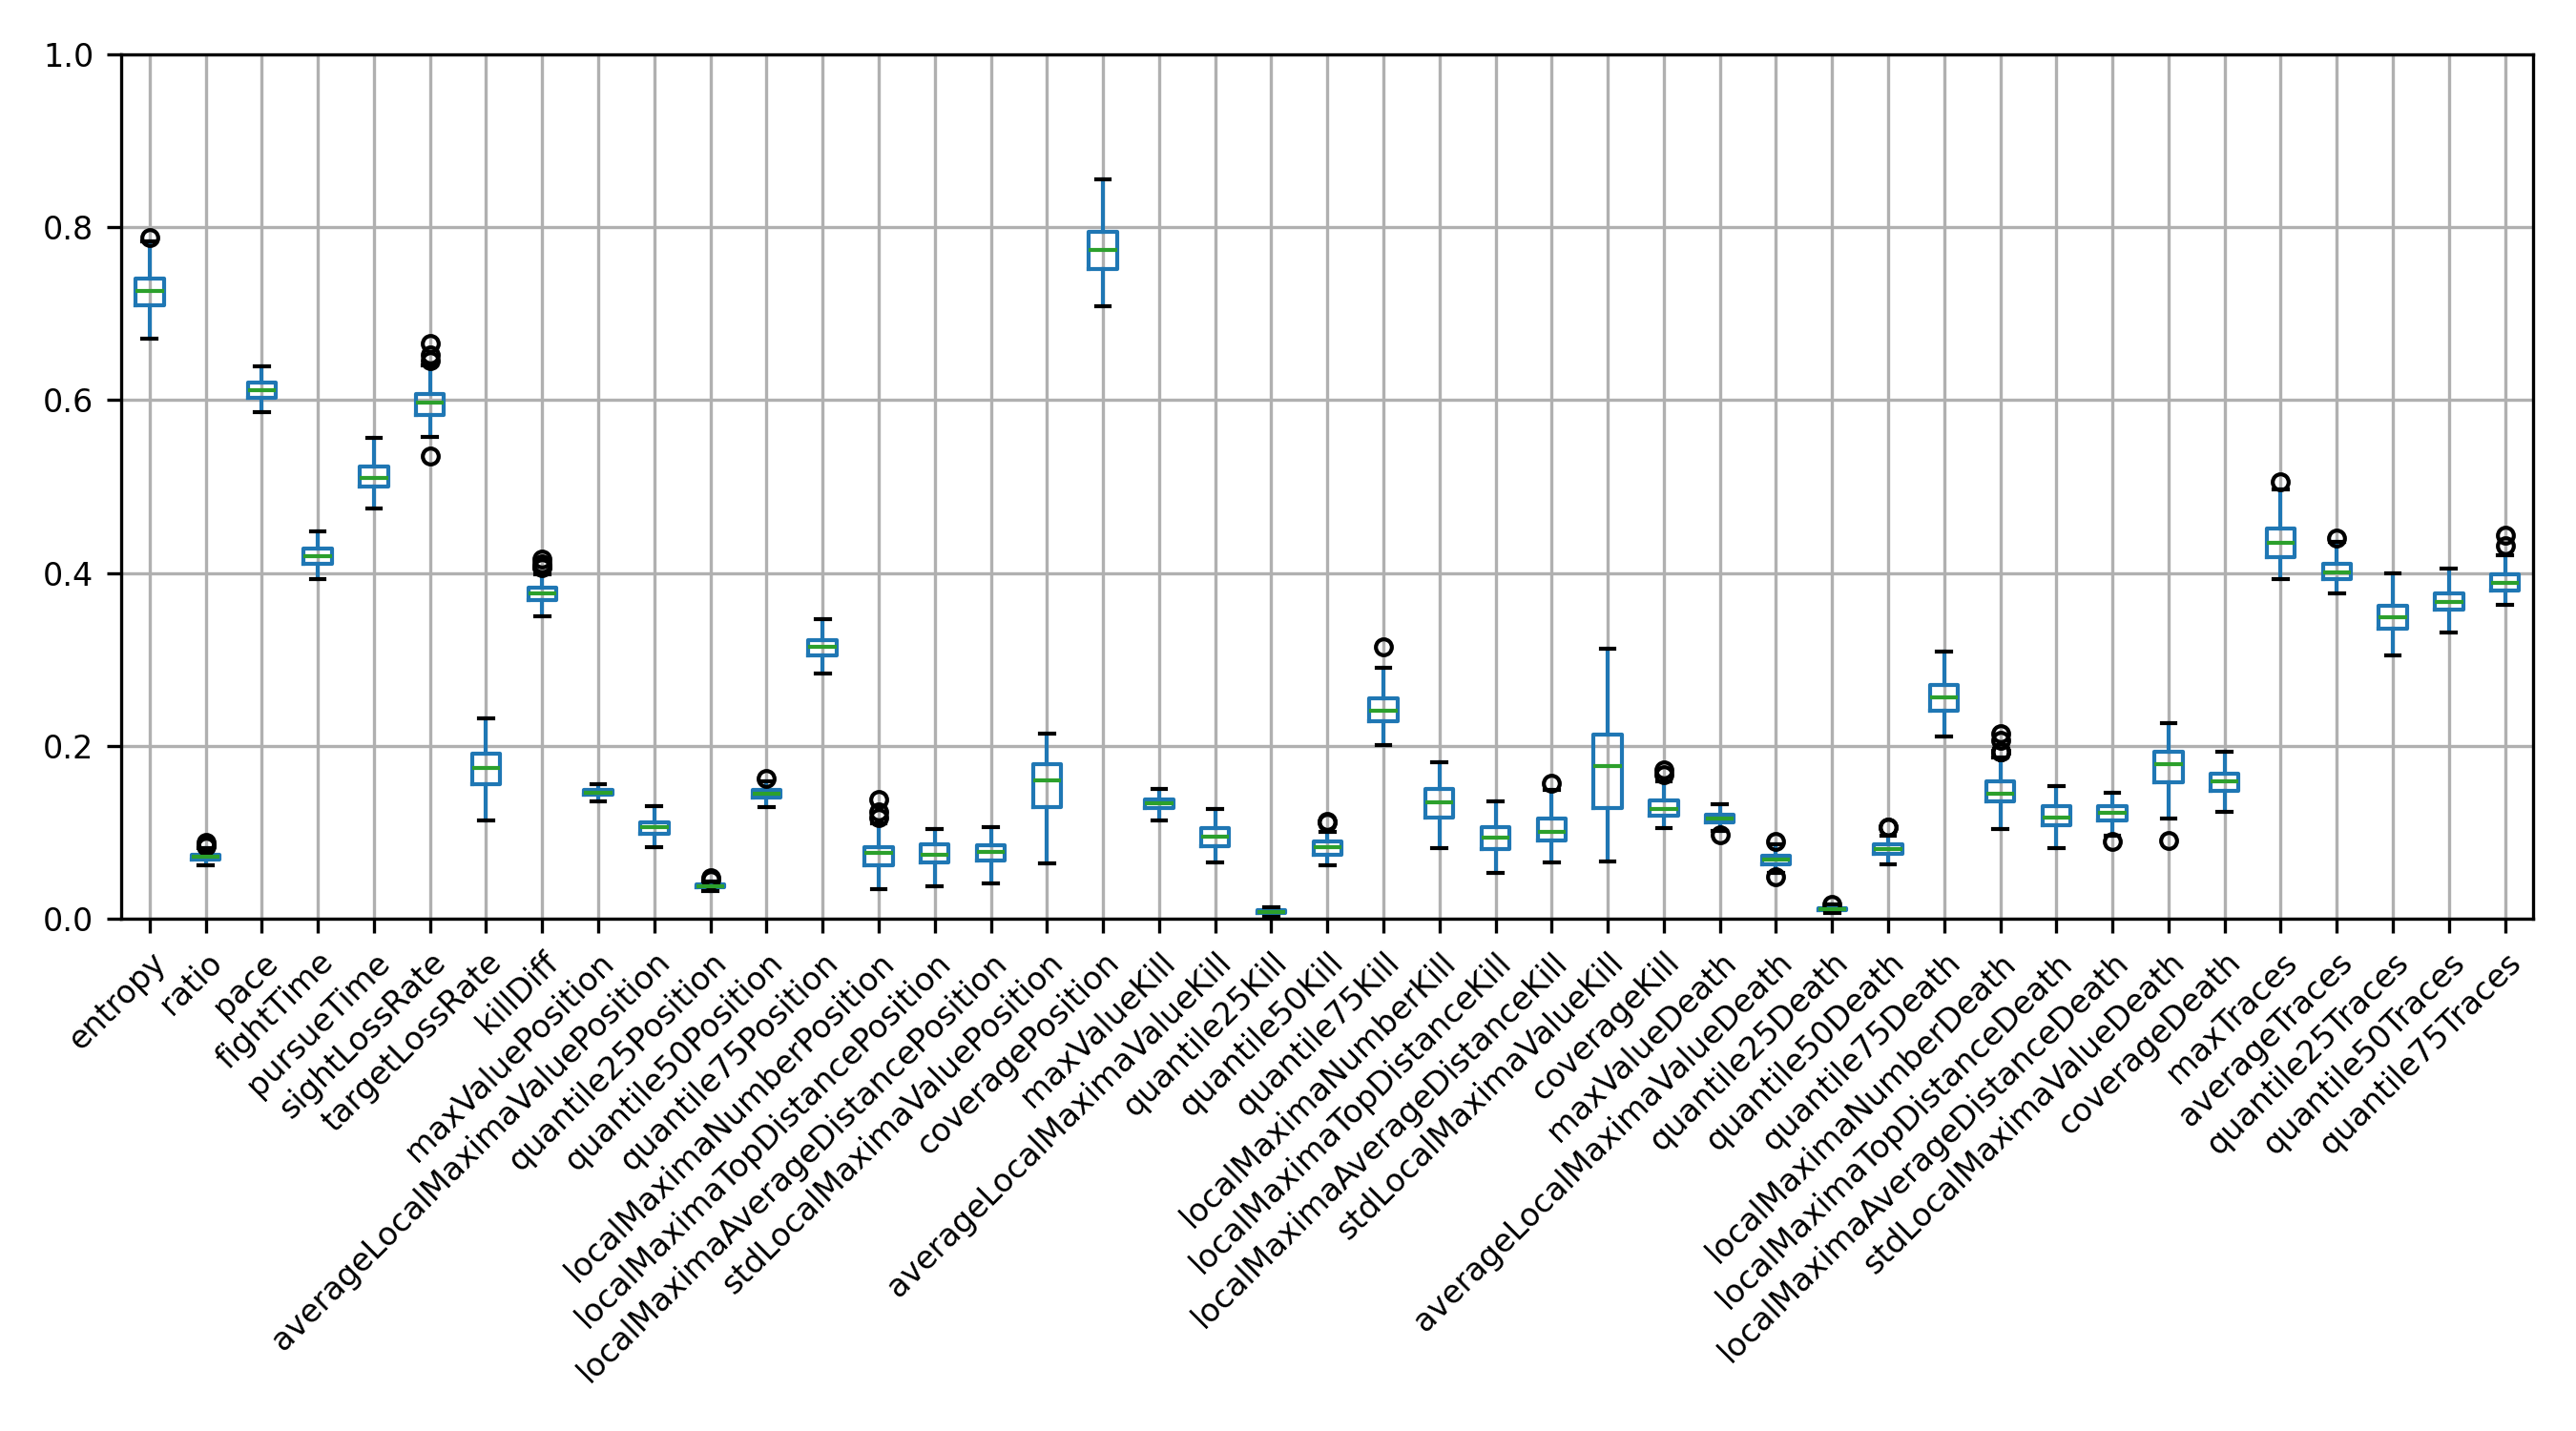 1.0
0.8
0.6
0.4
0.2
0.0
entropy
ratio
pace
fightTime
pursueTime
sightLossRate
targetLossRate
killDiff
maxValuePosition
averageLocalMaximaValuePosition
quantile25Position
quantile50Position
quantile75Position
localMaximaNumberPosition
localMaximaTopDistancePosition
localMaximaAverageDistancePosition
stdLocalMaximaValuePosition
coveragePosition
maxValueKill
averageLocalMaximaValueKill
quantile25Kill
quantile50Kill
quantile75Kill
localMaximaNumberKill
localMaximaTopDistanceKill
localMaximaAverageDistanceKill
stdLocalMaximaValueKill
coverageKill
maxValueDeath
averageLocalMaximaValueDeath
quantile25Death
quantile50Death
quantile75Death
localMaximaNumberDeath
localMaximaTopDistanceDeath
localMaximaAverageDistanceDeath
stdLocalMaximaValueDeath
coverageDeath
maxTraces
averageTraces
quantile25Traces
quantile50Traces
quantile75Traces